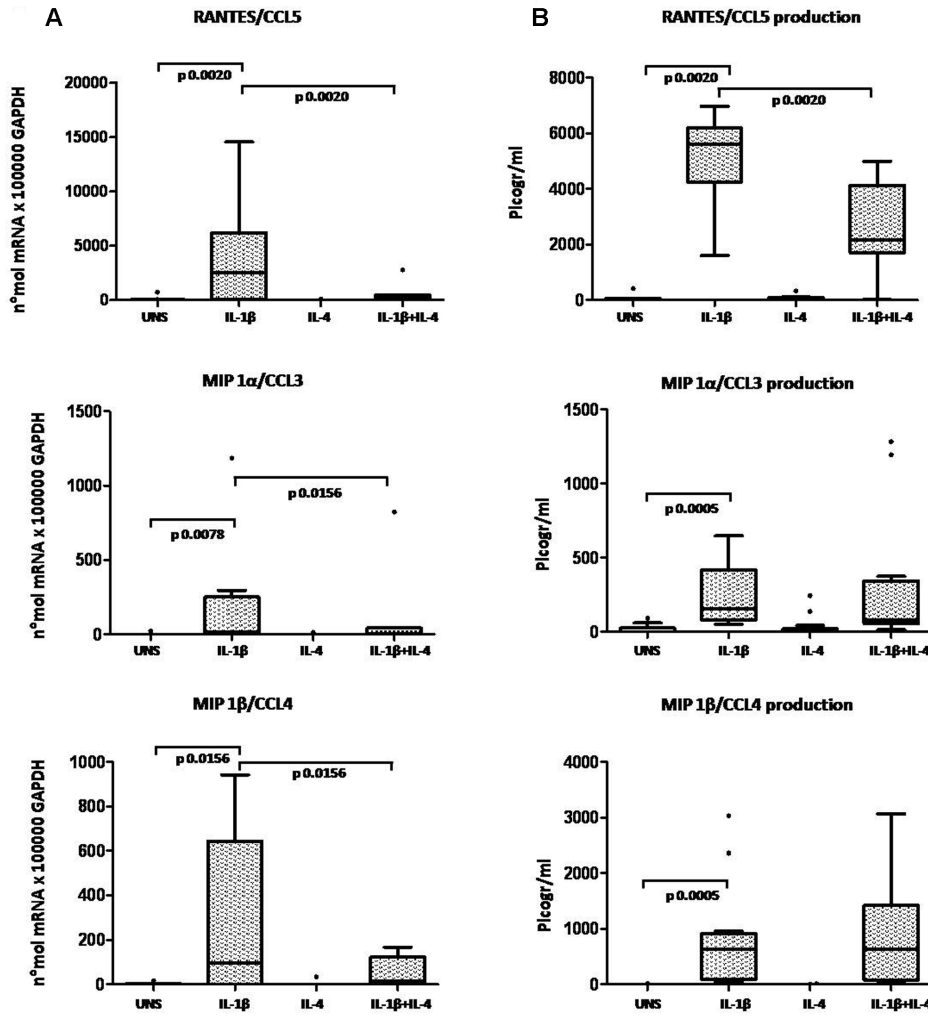 A
B
RANTES/CCL5
RANTES/CCL5 production
n°mol mRNA x 100000 GAPDH
20000
15000
10000
5000
0
p 0.0020
p 0.0020
UNS
IL-1β
IL-4
IL-1β+IL-4
Picogr/ml
8000
6000
4000
2000
0
p 0.0020
p 0.0020
UNS
IL-1β
IL-4
IL-1β+IL-4
MIP 1α/CCL3
MIP 1α/CCL3 production
n°mol mRNA x 100000 GAPDH
1500
1000
500
0
p 0.0078
p 0.0156
UNS
IL-1β
IL-4
IL-1β+IL-4
Picogr/ml
1500
1000
500
0
p 0.0005
UNS
IL-1β
IL-4
IL-1β+IL-4
MIP 1β/CCL4
MIP 1β/CCL4 production
n°mol mRNA x 100000 GAPDH
1000
800
600
400
200
0
p 0.0156
p 0.0156
UNS
IL-1β
IL-4
IL-1β+IL-4
Picogr/ml
4000
3000
2000
1000
0
p 0.0005
UNS
IL-1β
IL-4
IL-1β+IL-4